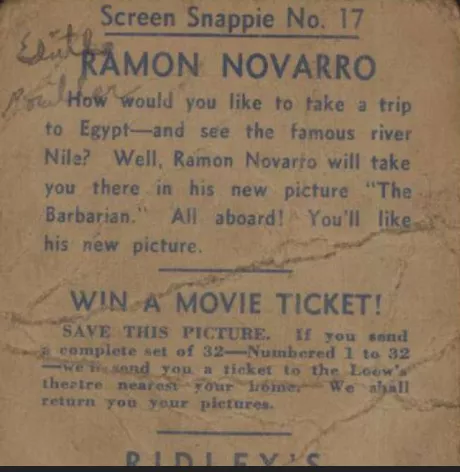 Screen Snappie No. 17
RAMON NOVARRO
How would you like to take a trip
to Egypt—and see the famous river
Nile? Well, Ramon Novarro will take
you there in his new picture "The
Barbarian." All aboard! You'll like
his new picture.
WIN A MOVIE TICKET!
SAVE THIS PICTURE. If you send
a complete set of 32—Numbered 1 to 32
—we'll send you a ticket to the Loew's
theatre nearest your home. We shall
return you your pictures.
RIDLEY'S